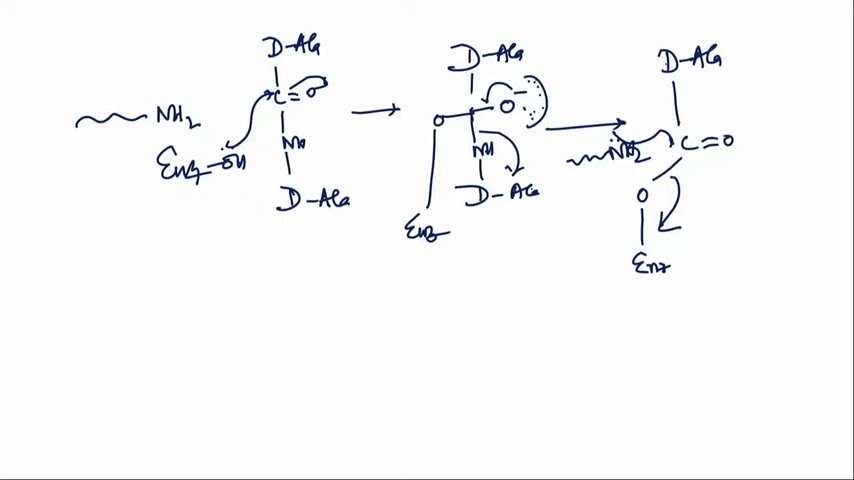 D-Ala
C=O
NH
D-Ala
NH2
Enz-OH
D-Ala
O
O-
NH
D-Ala
Enz
D-Ala
NH2
C=O
O
Enz